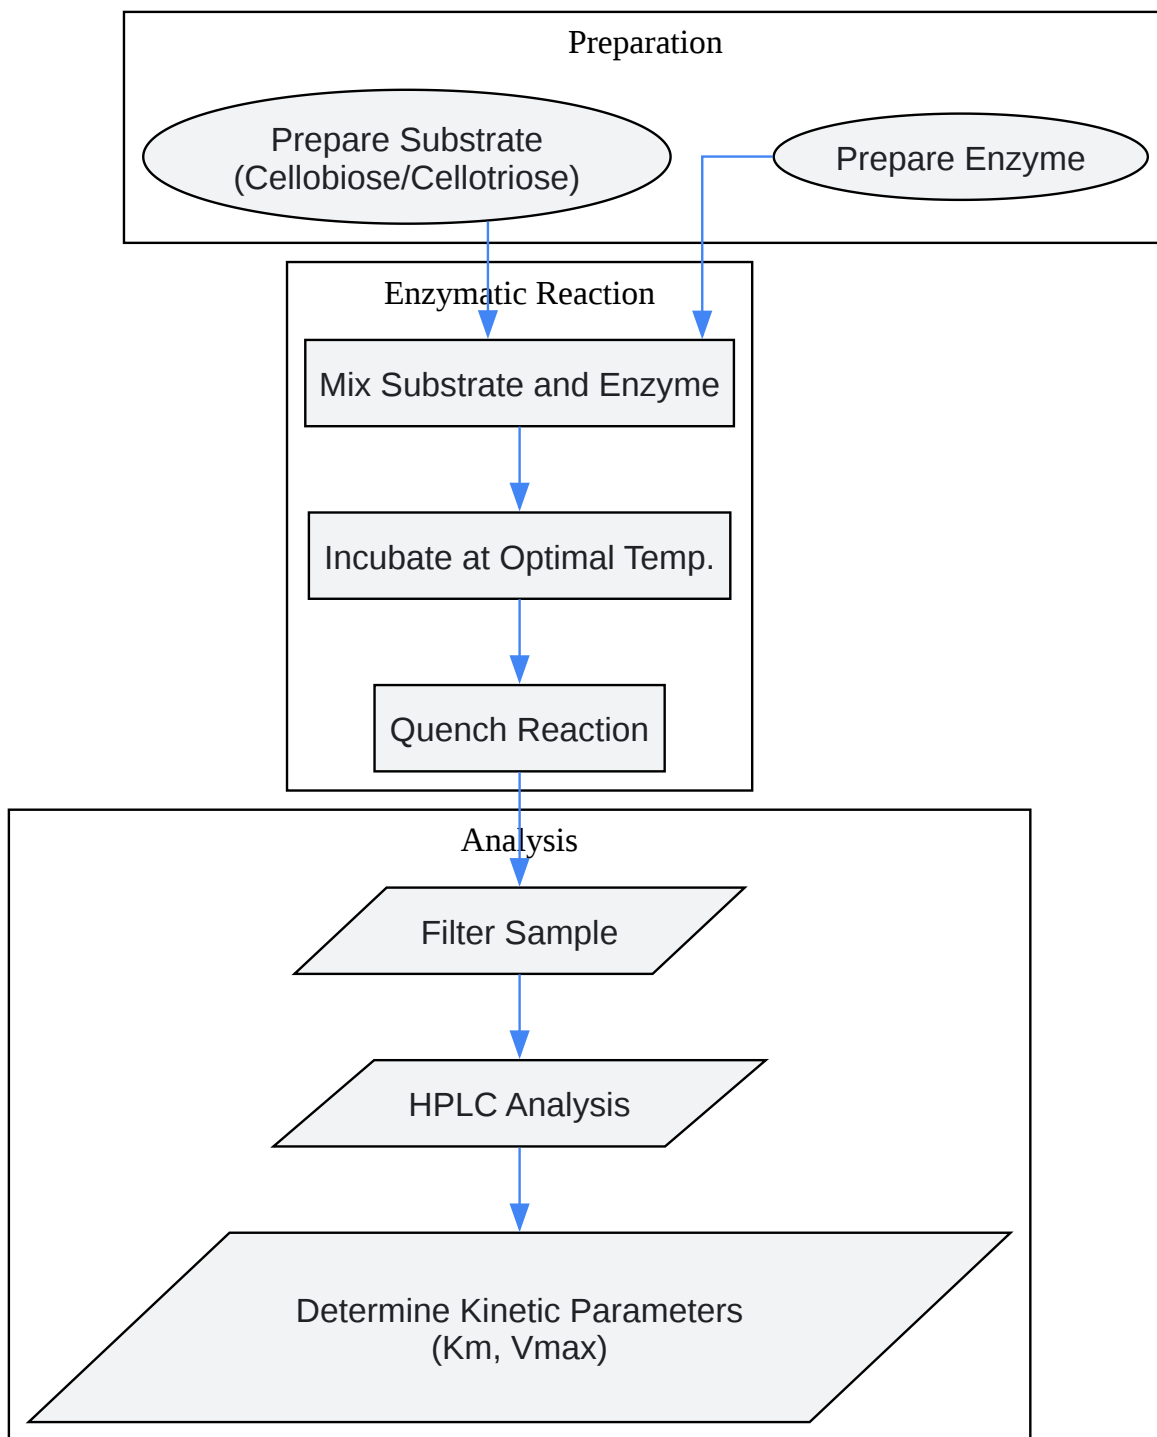 Preparation
Prepare Substrate
(Cellobiose/Cellotriose)
Prepare Enzyme
Enzymatic Reaction
Mix Substrate and Enzyme
Incubate at Optimal Temp.
Quench Reaction
Analysis
Filter Sample
HPLC Analysis
Determine Kinetic Parameters
(Km, Vmax)